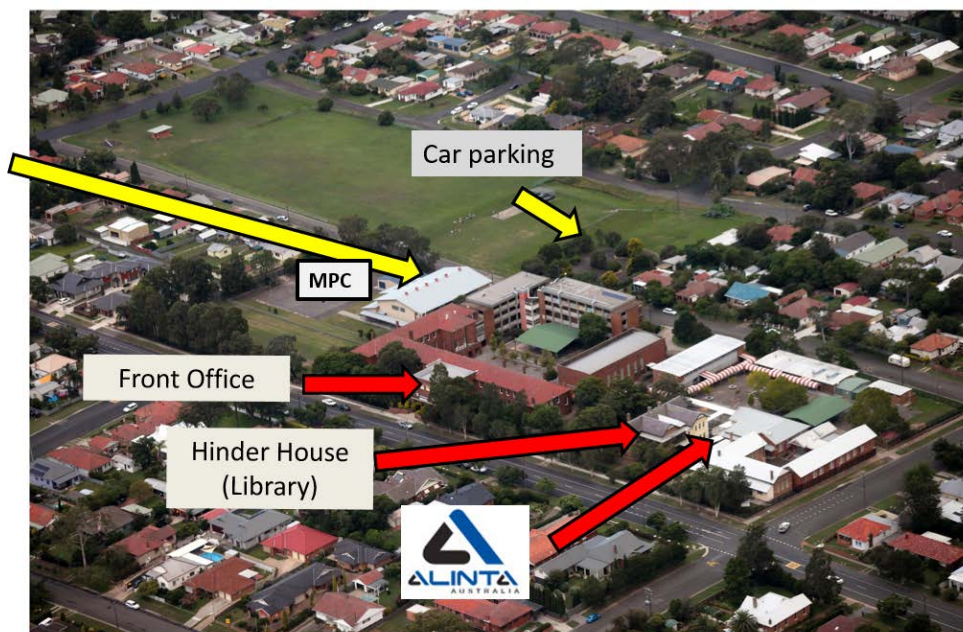 Car parking
MPC
Front Office
Hinder House
(Library)
ALINTA
AUSTRALIA